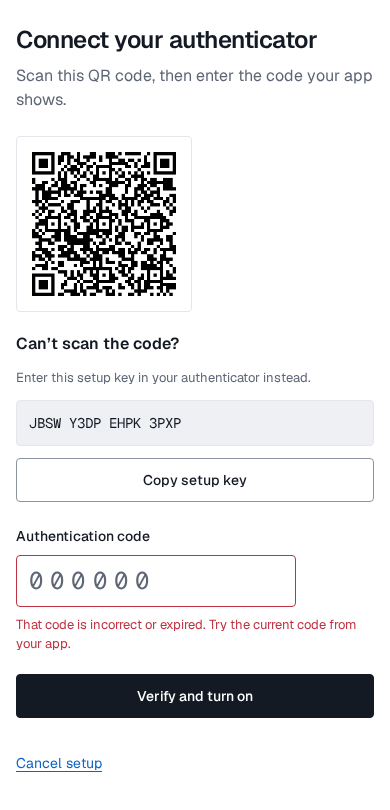 Connect your authenticator
Scan this QR code, then enter the code your app
shows.
Can’t scan the code?
Enter this setup key in your authenticator instead.
JBSW Y3DP EHPK 3PXP
Copy setup key
Authentication code
000000
That code is incorrect or expired. Try the current code from
your app.
Verify and turn on
Cancel setup